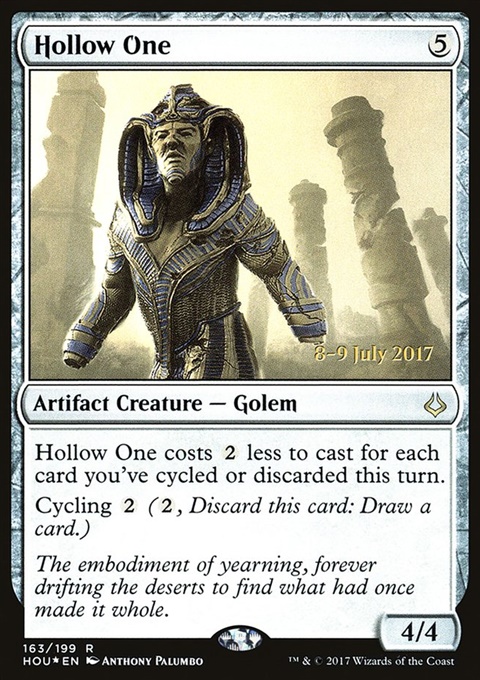 Hollow One 5
8-9 July 2017
Artifact Creature — Golem
Hollow One costs 2 less to cast for each
card you've cycled or discarded this turn.
Cycling 2 (2, Discard this card: Draw a
card.)
The embodiment of yearning, forever
drifting the deserts to find what had once
made it whole.
4/4
163/199 R
HOU★EN Anthony Palumbo
™ & © 2017 Wizards of the Coast